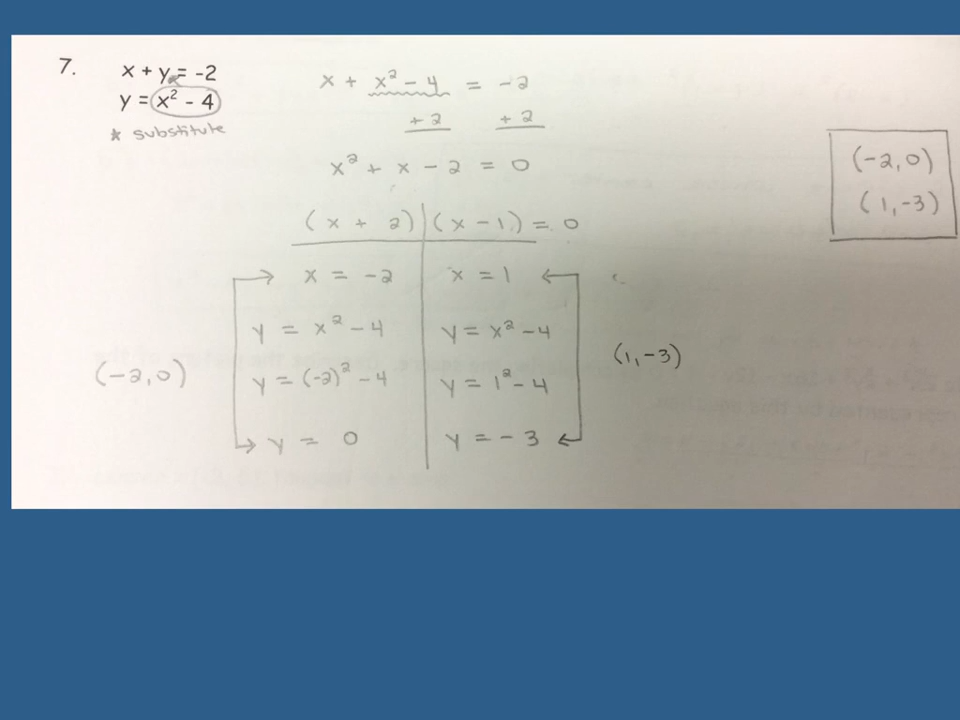 7. x + y = -2
y = x² - 4
* substitute
x + x² - 4 = -2
+2 +2
x² + x - 2 = 0
(x + 2) (x - 1) = 0
x = -2 x = 1
y = x² - 4 y = x² - 4
y = (-2)² - 4 y = 1² - 4
y = 0 y = -3
(-2, 0)
(1, -3)
(-2, 0)
(1, -3)